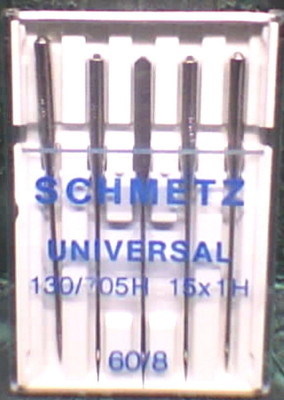 SCHMETZ
UNIVERSAL
130/705H 15x1H
60/8